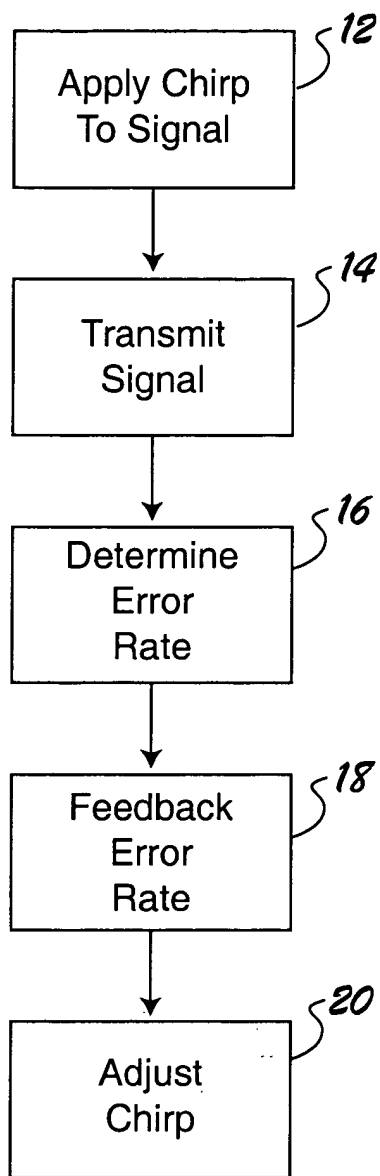 12
Apply Chirp
To Signal
14
Transmit
Signal
16
Determine
Error
Rate
18
Feedback
Error
Rate
20
Adjust
Chirp